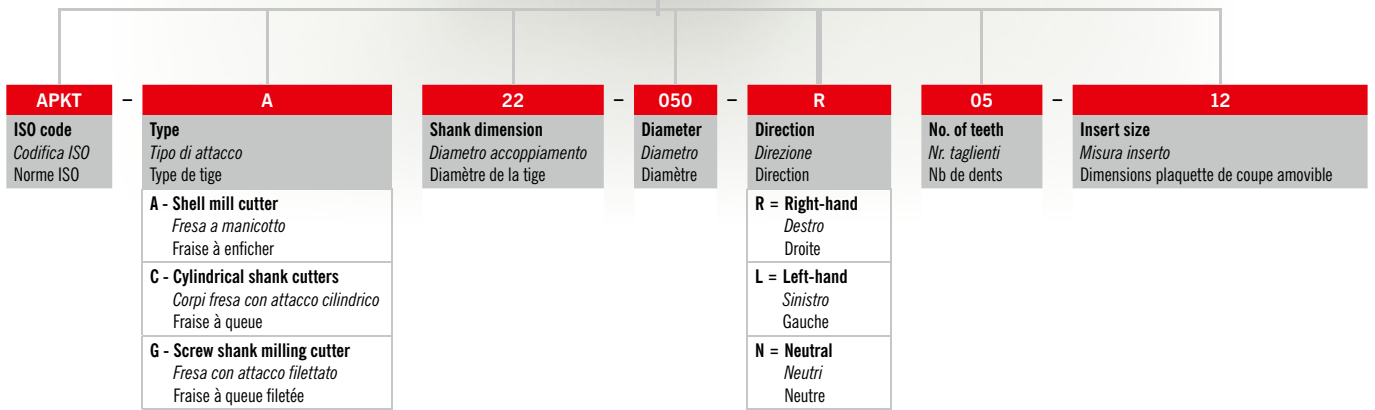 APKT – A 22 – 050 – R 05 – 12
ISO code
Codifica ISO
Norme ISO
Type
Tipo di attacco
Type de tige
Shank dimension
Diametro accoppiamento
Diamètre de la tige
Diameter
Diametro
Diamètre
Direction
Direzione
Direction
No. of teeth
Nr. taglienti
Nb de dents
Insert size
Misura inserto
Dimensions plaquette de coupe amovible
A - Shell mill cutter
Fresa a manicotto
Fraise à enficher
C - Cylindrical shank cutters
Corpi fresa con attacco cilindrico
Fraise à queue
G - Screw shank milling cutter
Fresa con attacco filettato
Fraise à queue filetée
R = Right-hand
Destro
Droite
L = Left-hand
Sinistro
Gauche
N = Neutral
Neutri
Neutre